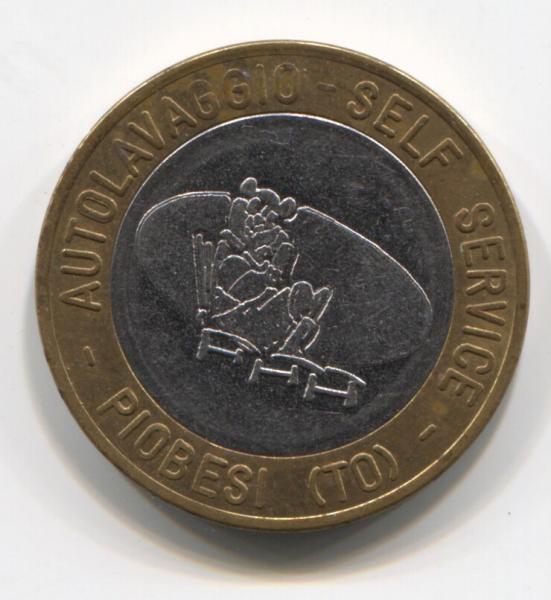 AUTOLAVAGGIO - SELF SERVICE -
PIOBESI (TO) -